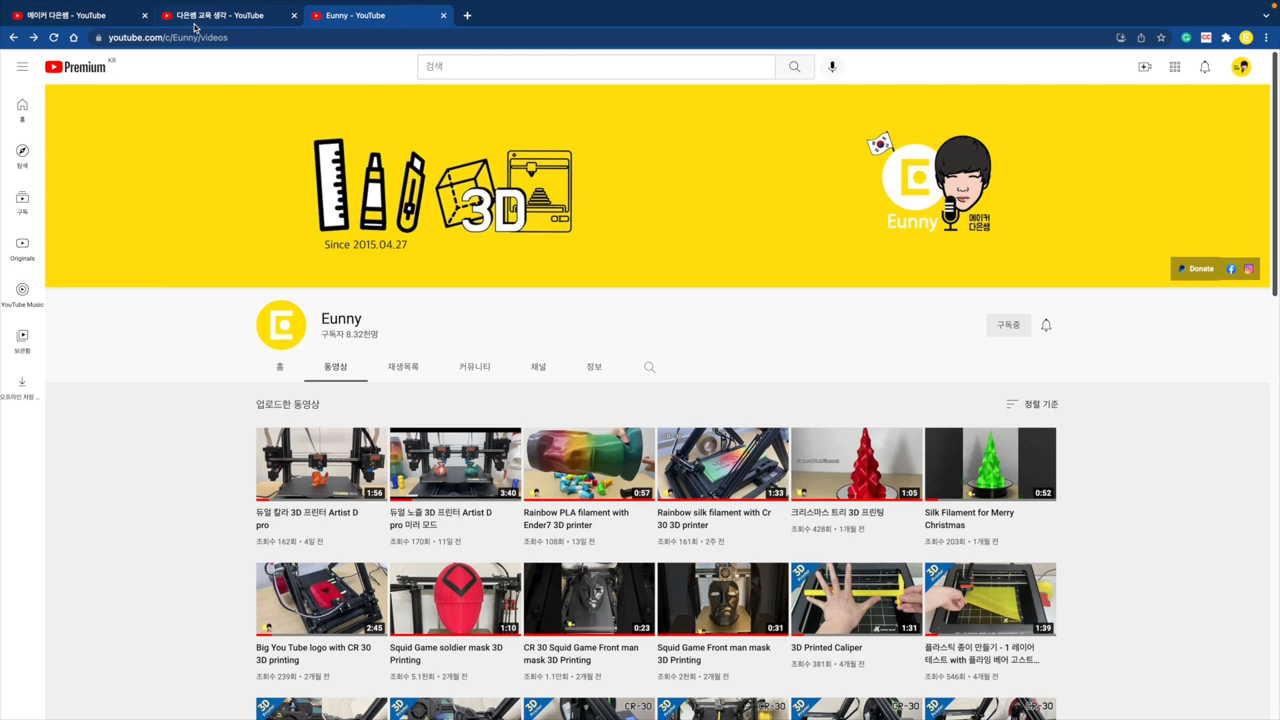 메이커 다은쌤 - YouTube
다은쌤 교육 생각 - YouTube
Eunny - YouTube
youtube.com/c/Eunny/videos
Premium KR
검색
홈
탐색
구독
Originals
YouTube Music
보관함
오프라인 저장 ...
3D
Since 2015.04.27
Eunny
메이커
다은쌤
Donate
Eunny
구독자 8.32천명
구독중
홈
동영상
재생목록
커뮤니티
채널
정보
업로드한 동영상
정렬 기준
1:56
3:40
0:57
1:33
1:05
0:52
듀얼 칼라 3D 프린터 Artist D
pro
조회수 162회 • 4일 전
듀얼 노즐 3D 프린터 Artist D
pro 미러 모드
조회수 170회 • 11일 전
Rainbow PLA filament with
Ender7 3D printer
조회수 108회 • 13일 전
Rainbow silk filament with Cr
30 3D printer
조회수 161회 • 2주 전
크리스마스 트리 3D 프린팅
조회수 428회 • 1개월 전
Silk Filament for Merry
Christmas
조회수 203회 • 1개월 전
2:45
1:10
0:23
0:31
1:31
1:39
Big You Tube logo with CR 30
3D printing
조회수 239회 • 2개월 전
Squid Game soldier mask 3D
Printing
조회수 5.1천회 • 2개월 전
CR 30 Squid Game Front man
mask 3D Printing
조회수 1.1만회 • 2개월 전
Squid Game Front man mask
3D Printing
조회수 2천회 • 2개월 전
3D Printed Caliper
조회수 381회 • 4개월 전
플라스틱 종이 만들기 - 1 레이어
테스트 with 플라잉 베어 고스트...
조회수 546회 • 4개월 전
CR-30
CR-30
CR-30